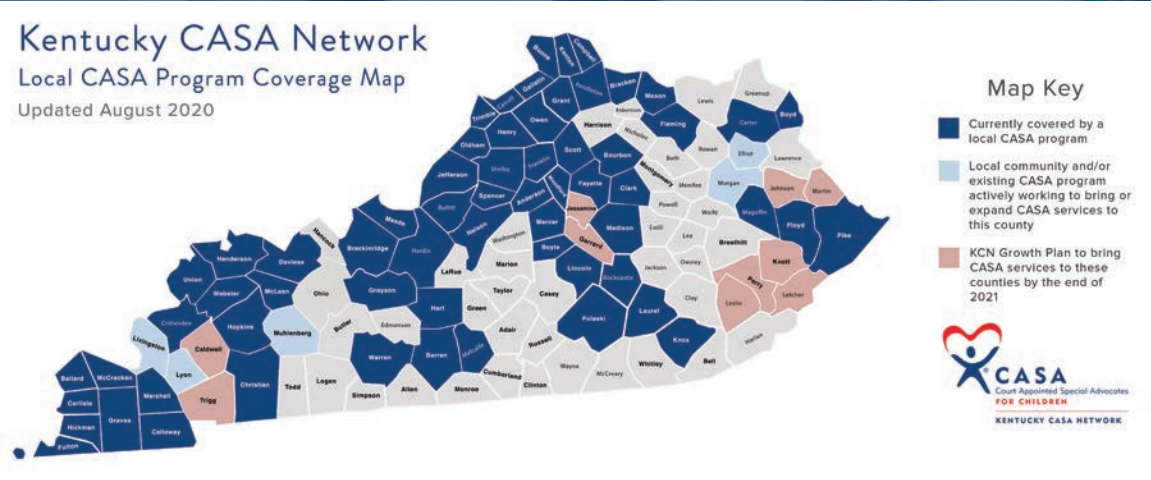 Kentucky CASA Network
Local CASA Program Coverage Map
Updated August 2020
Map Key
Currently covered by a
local CASA program
Local community and/or
existing CASA program
actively working to bring or
expand CASA services to
this county
KCN Growth Plan to bring
CASA services to these
counties by the end of
2021
CASA
Court Appointed Special Advocates
FOR CHILDREN
KENTUCKY CASA NETWORK
Boone
Kenton
Campbell
Gallatin
Pendleton
Bracken
Mason
Lewis
Greenup
Carroll
Grant
Robertson
Trimble
Owen
Harrison
Fleming
Carter
Boyd
Henry
Nicholas
Oldham
Scott
Bourbon
Bath
Rowan
Elliot
Lawrence
Shelby
Franklin
Montgomery
Jefferson
Fayette
Clark
Menifee
Morgan
Johnson
Martin
Spencer
Anderson
Woodford
Bullitt
Jessamine
Powell
Wolfe
Magoffin
Meade
Nelson
Mercer
Madison
Estill
Floyd
Pike
Hancock
Washington
Garrard
Lee
Breathitt
Breckinridge
Hardin
Boyle
Henderson
Daviess
Larue
Marion
Lincoln
Rockcastle
Jackson
Owsley
Knott
Union
Webster
McLean
Ohio
Grayson
Taylor
Casey
Perry
Hart
Green
Clay
Leslie
Letcher
Crittenden
Hopkins
Muhlenberg
Butler
Edmonson
Adair
Pulaski
Laurel
Livingston
Caldwell
Warren
Barren
Metcalfe
Russell
Knox
Harlan
Lyon
Cumberland
Wayne
McCreary
Whitley
Bell
Ballard
McCracken
Christian
Todd
Logan
Simpson
Allen
Monroe
Clinton
Marshall
Trigg
Carlisle
Graves
Hickman
Calloway
Fulton